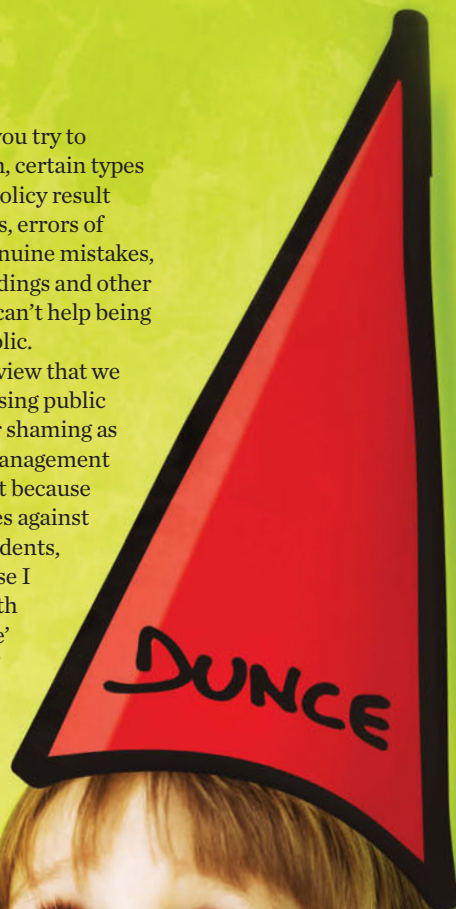 you try to
, certain types
policy result
s, errors of
nuine mistakes,
dings and other
can't help being
lic.
view that we
sing public
r shaming as
anagement
t because
es against
dents,
se I
th
e'
DUNCE